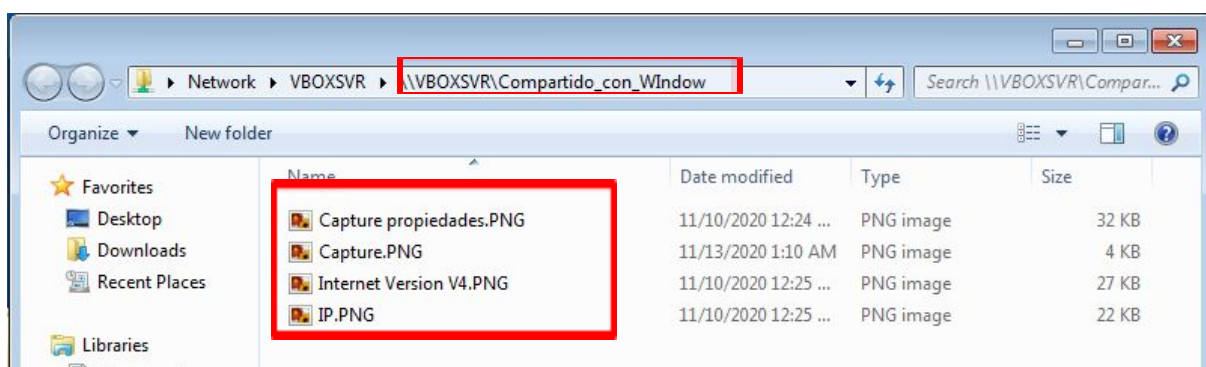 Network VBOXSVR \\VBOXSVR\Compartido_con_WIndow Search \\VBOXSVR\Compar...
Organize New folder
Favorites
Desktop
Downloads
Recent Places
Libraries
Name Date modified Type Size
Capture propiedades.PNG 11/10/2020 12:24 ... PNG image 32 KB
Capture.PNG 11/13/2020 1:10 AM PNG image 4 KB
Internet Version V4.PNG 11/10/2020 12:25 ... PNG image 27 KB
IP.PNG 11/10/2020 12:25 ... PNG image 22 KB